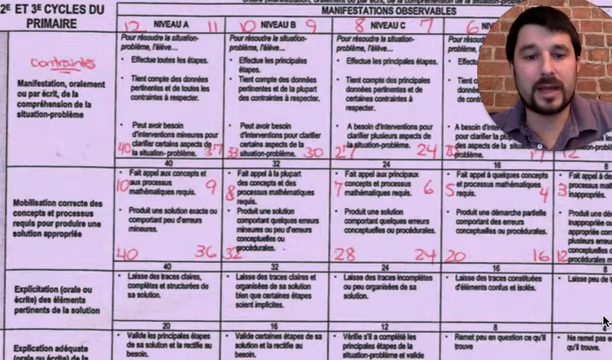 2E ET 3E CYCLES DU
PRIMAIRE
MANIFESTATIONS OBSERVABLES
12 NIVEAU A 11
10 NIVEAU B 9
8 NIVEAU C 7
6
contraintes
Manifestation, oralement
ou par écrit, de la
compréhension de la
situation-problème
Pour résoudre la situation-
problème, l'élève...
• Effectue toutes les étapes.
• Tient compte des données
pertinentes et de toutes les
contraintes à respecter.
• Peut avoir besoin
d'interventions mineures pour
clarifier certains aspects de
la situation-problème.
40 37
40
Pour résoudre la situation-
problème, l'élève...
• Effectue les principales
étapes.
• Tient compte des données
pertinentes et de la plupart
des contraintes à respecter.
• Peut avoir besoin
d'interventions pour clarifier
certains aspects de la
situation-problème.
33 30
32
Pour résoudre la situation-
problème, l'élève...
• Effectue les principales étapes.
• Tient compte des principales
données pertinentes et de
certaines contraintes à
respecter.
• A besoin d'interventions pour
clarifier plusieurs aspects de
la situation-problème.
27 24
24
16
Mobilisation correcte des
concepts et processus
requis pour produire une
solution appropriée
• Fait appel aux concepts et
aux processus mathématiques
requis.
• Produit une solution exacte ou
comportant peu d'erreurs
mineures.
10 9
40 36
40
• Fait appel à la plupart
des concepts et des
processus mathématiques
requis.
• Produit une solution
comportant quelques erreurs
mineures ou peu d'erreurs
conceptuelles ou
procédurales.
8
32
32
• Fait appel aux principaux
concepts et processus
mathématiques requis.
• Produit une solution
comportant quelques erreurs
conceptuelles ou procédurales.
7 6
28 24
24
• Fait appel à quelques concepts
et processus mathématiques
requis.
• Produit une démarche partielle
comportant des erreurs
conceptuelles ou procédurales.
5 4
20 16
16
3
12
8
Explicitation (orale ou
écrite) des éléments
pertinents de la solution
• Laisse des traces claires,
complètes et structurées de
sa solution.
20
• Laisse des traces claires et
organisées de sa solution
bien que certaines étapes
soient implicites.
16
• Laisse des traces incomplètes
ou peu organisées de sa
solution.
12
• Laisse des traces constituées
d'éléments confus et isolés.
8
• Laisse peu de
Explication adéquate
• Valide les principales étapes
de sa solution et la rectifie au
besoin.
• Valide certaines étapes de
sa solution et la rectifie au
besoin.
• Vérifie s'il a complété les
principales étapes de la
situation-problème et valide
• Remet peu en question ce qu'il
trouve.
• Ne remet pas
qu'il trouve.